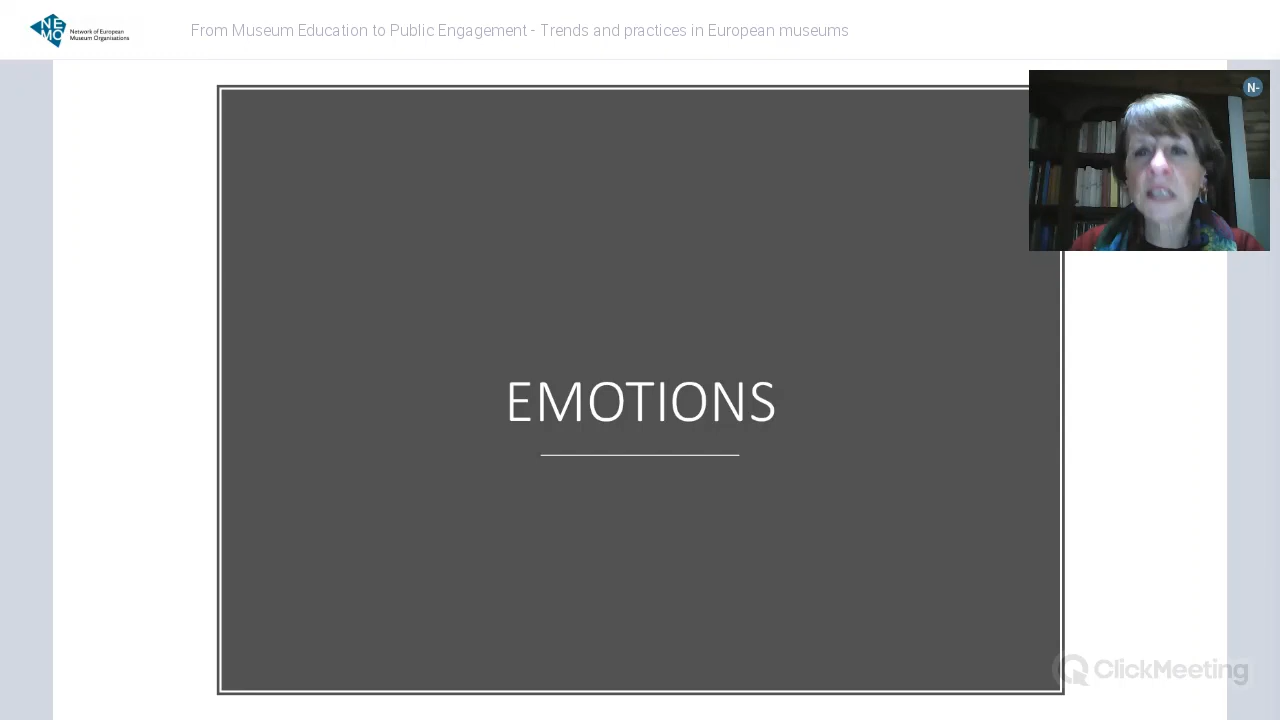 NE
MO
Network of European
Museum Organisations
From Museum Education to Public Engagement - Trends and practices in European museums
N-
EMOTIONS
ClickMeeting